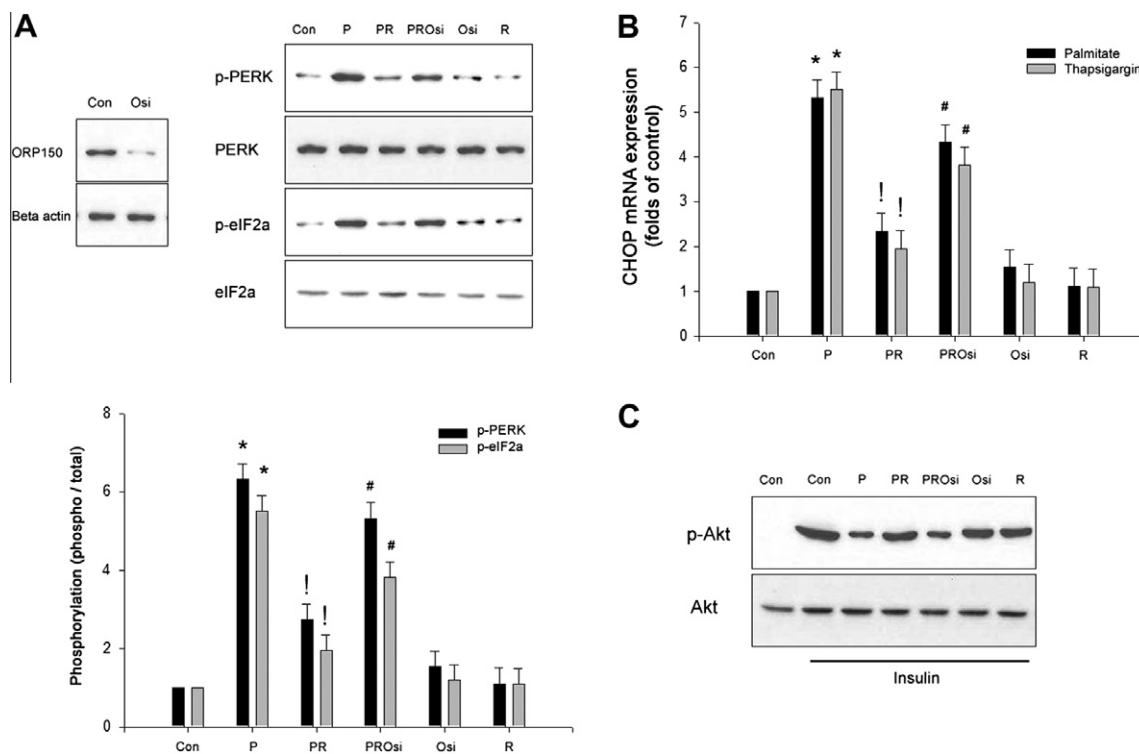 A
Con Osi
ORP150
Beta actin
Con P PR PROsi Osi R
p-PERK
PERK
p-eIF2a
eIF2a
Phosphorylation (phospho / total)
8
6
4
2
0
p-PERK
p-eIF2a
* *
! !
# #
Con P PR PROsi Osi R
B
CHOP mRNA expression
(folds of control)
7
6
5
4
3
2
1
0
Palmitate
Thapsigargin
* *
! !
# #
Con P PR PROsi Osi R
C
Con Con P PR PROsi Osi R
p-Akt
Akt
Insulin